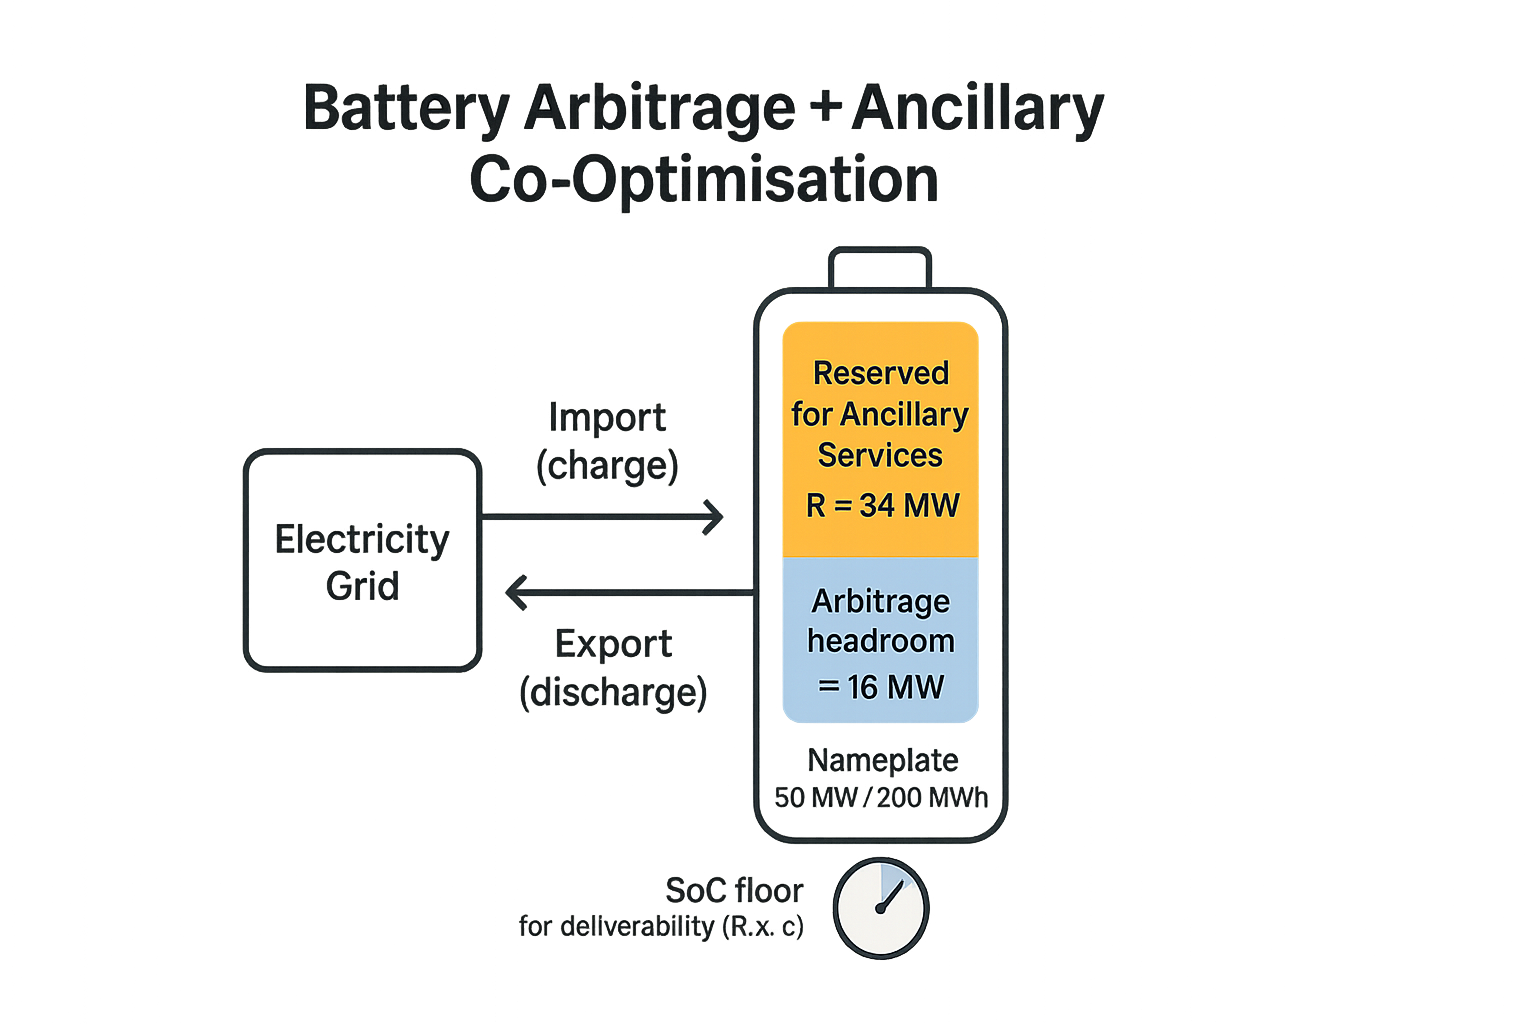 Battery Arbitrage + Ancillary
Co-Optimisation
Import
(charge)
Electricity
Grid
Export
(discharge)
Reserved
for Ancillary
Services
R = 34 MW
Arbitrage
headroom
= 16 MW
Nameplate
50 MW / 200 MWh
SoC floor
for deliverability (R.x. c)